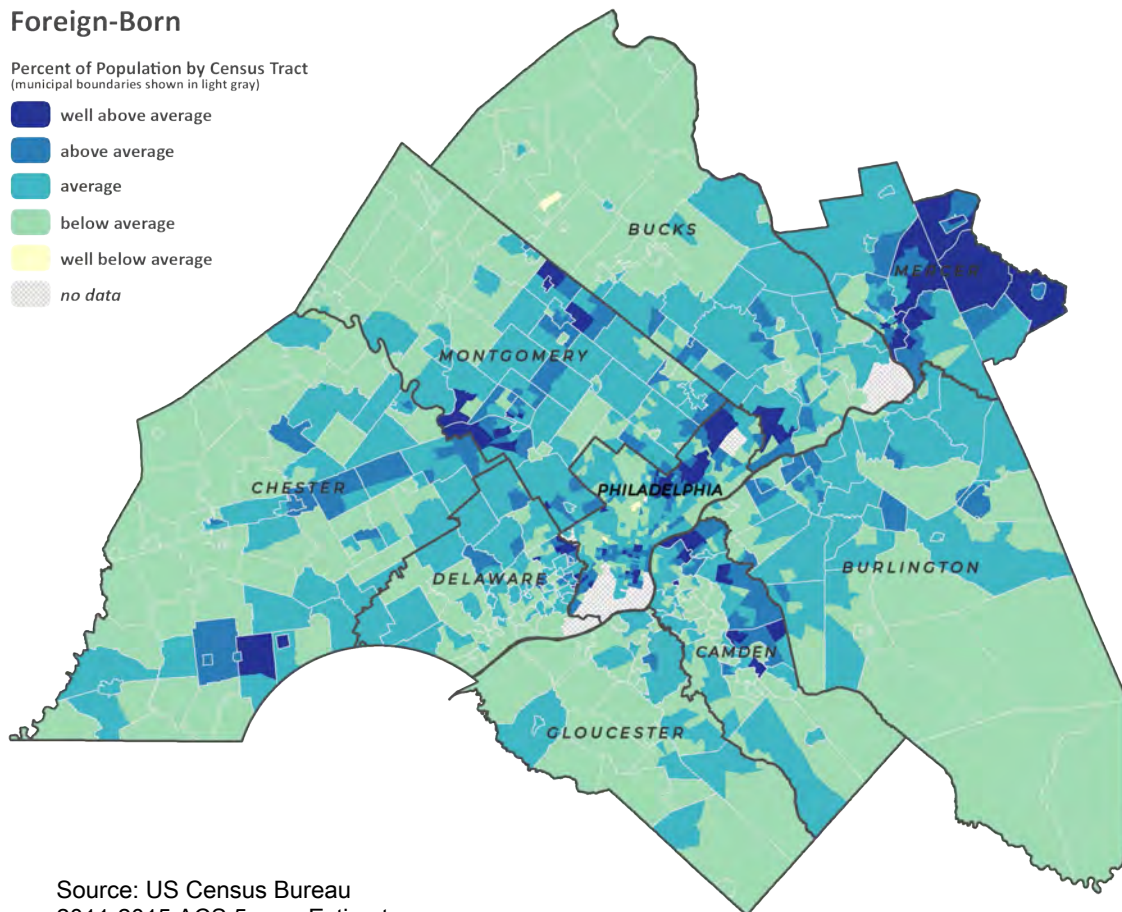 Foreign-Born
Percent of Population by Census Tract
(municipal boundaries shown in light gray)
well above average
above average
average
below average
well below average
no data
BUCKS
MERCER
MONTGOMERY
CHESTER
PHILADELPHIA
DELAWARE
BURLINGTON
CAMDEN
GLOUCESTER
Source: US Census Bureau